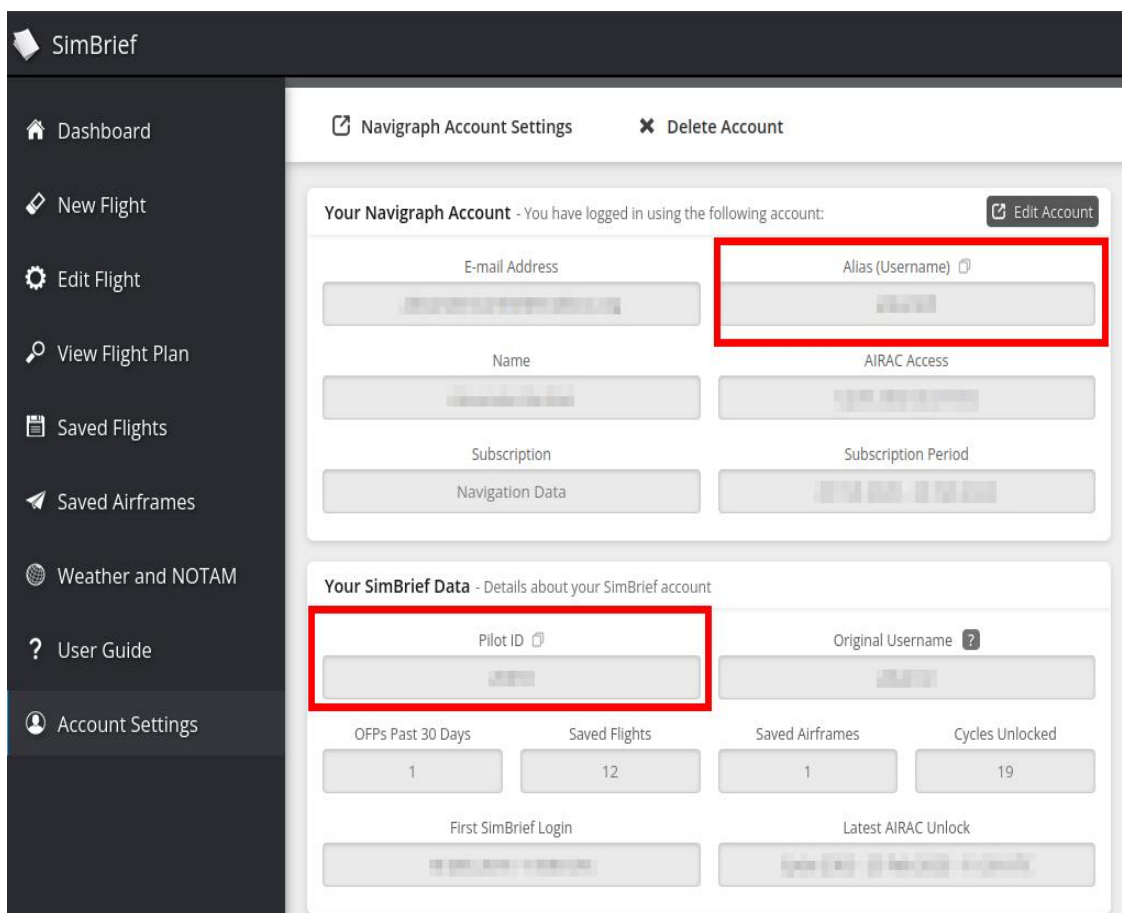 SimBrief
Dashboard
New Flight
Edit Flight
View Flight Plan
Saved Flights
Saved Airframes
Weather and NOTAM
? User Guide
Account Settings
Navigraph Account Settings
Delete Account
Your Navigraph Account - You have logged in using the following account:
Edit Account
E-mail Address
Alias (Username)
Name
AIRAC Access
Subscription
Subscription Period
Navigation Data
Your SimBrief Data - Details about your SimBrief account
Pilot ID
Original Username ?
OFPs Past 30 Days
Saved Flights
Saved Airframes
Cycles Unlocked
1
12
1
19
First SimBrief Login
Latest AIRAC Unlock